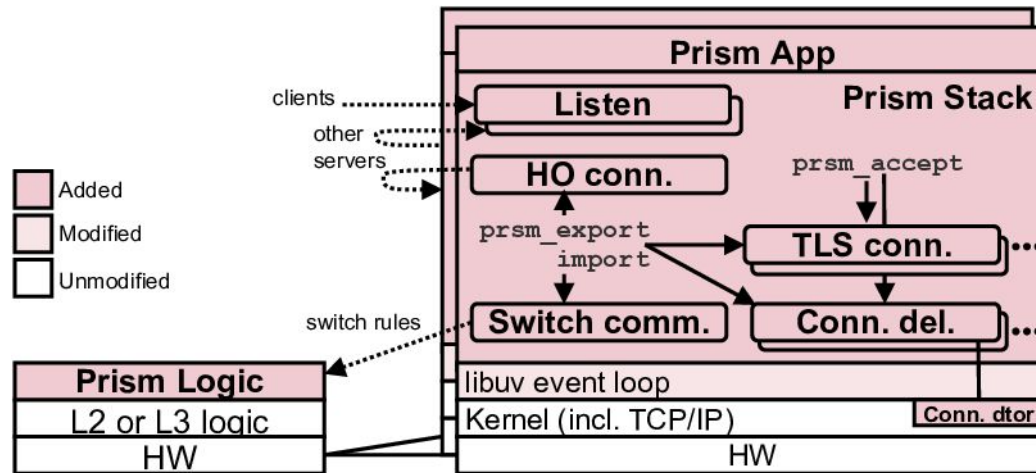 Prism App
Prism Stack
clients
Listen
other
servers
HO conn.
prsm_accept
Added
Modified
Unmodified
prsm_export
import
TLS conn.
switch rules
Switch comm.
Conn. del.
Prism Logic
libuv event loop
L2 or L3 logic
Kernel (incl. TCP/IP)
Conn. dtor
HW
HW